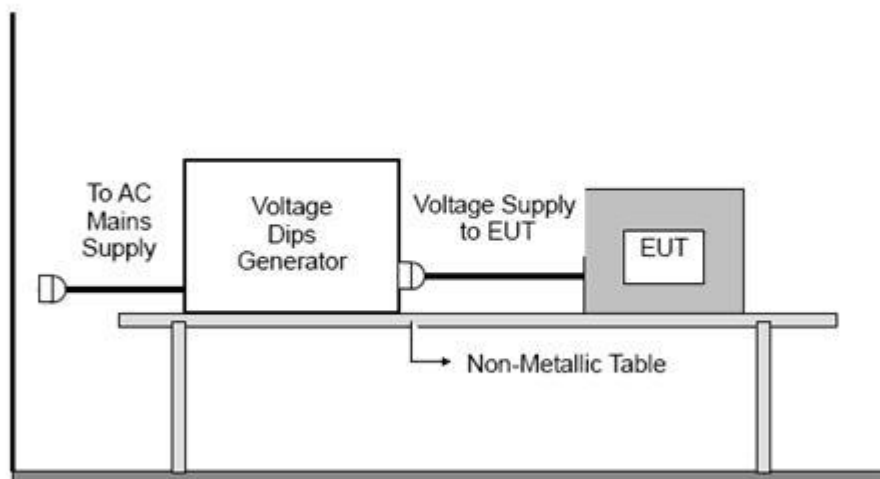 To AC
Mains
Supply
Voltage
Dips
Generator
Voltage Supply
to EUT
EUT
Non-Metallic Table